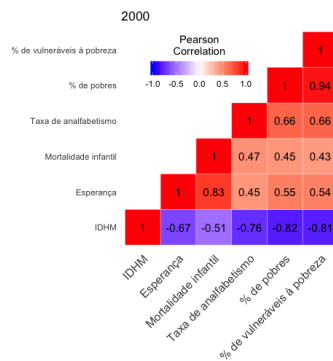 2000
Pearson
Correlation
-1.0 -0.5 0.0 0.5 1.0
% de vulneráveis à pobreza 1
% de pobres 1 0.94
Taxa de analfabetismo 1 0.66 0.66
Mortalidade infantil 1 0.47 0.45 0.43
Esperança 1 0.83 0.45 0.55 0.54
IDHM 1 -0.67 -0.51 -0.76 -0.82 -0.81
IDHM
Esperança
Mortalidade infantil
Taxa de analfabetismo
% de pobres
% de vulneráveis à pobreza